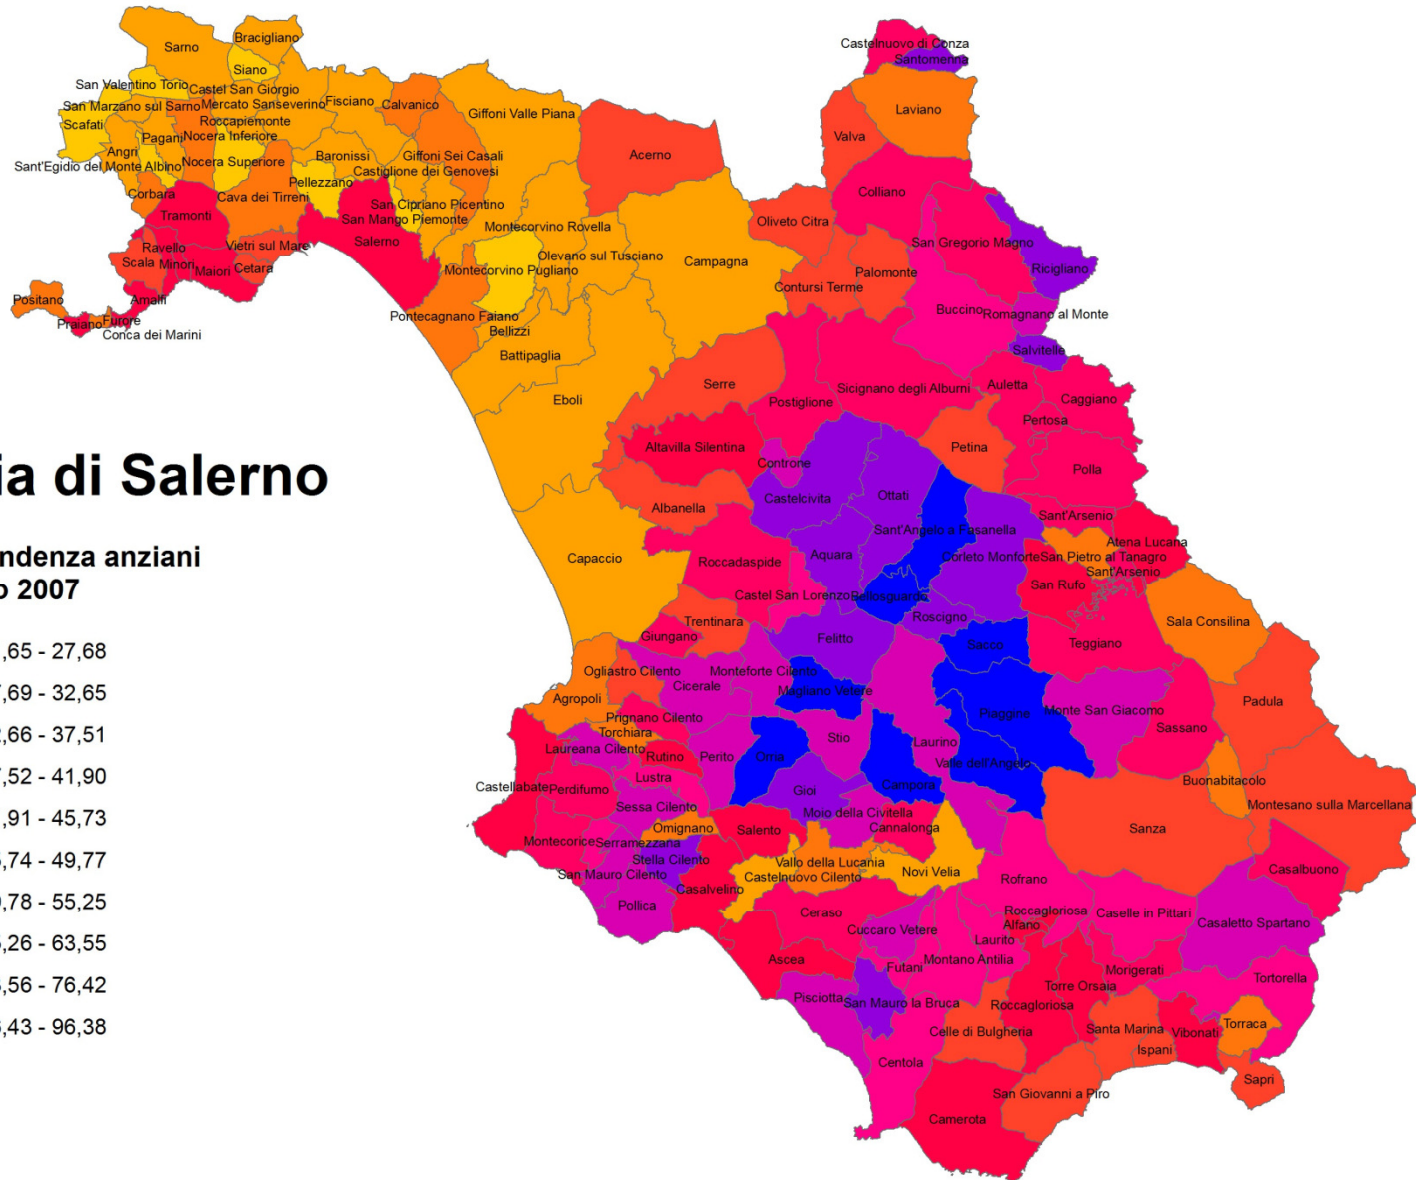 Sarno
Bracigliano
Siano
San Valentino Torio
Castel San Giorgio
San Marzano sul Sarno
Mercato Sanseverino
Fisciano
Calvanico
Giffoni Valle Piana
Scafati
Roccapiemonte
Pagani
Nocera Inferiore
Angri
Baronissi
Giffoni Sei Casali
Sant'Egidio del Monte Albino
Nocera Superiore
Castiglione dei Genovesi
Pellezzano
Corbara
Cava dei Tirreni
San Cipriano Picentino
Tramonti
San Mango Piemonte
Montecorvino Rovella
Ravello
Vietri sul Mare
Salerno
Scala
Minori
Maiori
Cetara
Olevano sul Tusciano
Montecorvino Pugliano
Positano
Amalfi
Praiano
Furore
Conca dei Marini
Pontecagnano Faiano
Bellizzi
Battipaglia
Eboli
Campagna
Acerno
Castelnuovo di Conza
Santomenna
Laviano
Valva
Colliano
Oliveto Citra
San Gregorio Magno
Ricigliano
Palomonte
Contursi Terme
Buccino
Romagnano al Monte
Salvitelle
Serre
Postiglione
Sicignano degli Alburni
Auletta
Caggiano
Pertosa
Altavilla Silentina
Petina
Polla
Controne
Castelcivita
Ottati
Albanella
Sant'Arsenio
Sant'Angelo a Fasanella
Atena Lucana
Capaccio
Roccadaspide
Aquara
Corleto Monforte
San Pietro al Tanagro
Sant'Arsenio
San Rufo
Castel San Lorenzo
Bellosguardo
Roscigno
Trentinara
Giungano
Felitto
Sacco
Teggiano
Sala Consilina
Ogliastro Cilento
Monteforte Cilento
Cicerale
Magliano Vetere
Agropoli
Prignano Cilento
Torchiara
Piaggine
Monte San Giacomo
Sassano
Padula
Laureana Cilento
Rutino
Perito
Orria
Stio
Laurino
Valle dell'Angelo
Lustra
Castellabate
Perdifumo
Gioi
Campora
Buonabitacolo
Montesano sulla Marcellana
Sessa Cilento
Moio della Civitella
Omignano
Salento
Cannalonga
Sanza
Montecorice
Serramezzana
Stella Cilento
Vallo della Lucania
San Mauro Cilento
Castelnuovo Cilento
Novi Velia
Casalvelino
Rofrano
Casalbuono
Pollica
Ceraso
Roccagloriosa
Caselle in Pittari
Alfano
Casaletto Spartano
Cuccaro Vetere
Laurito
Ascea
Futani
Montano Antilia
Morigerati
Tortorella
Torre Orsaia
Pisciotta
San Mauro la Bruca
Roccagloriosa
Celle di Bulgheria
Santa Marina
Vibonati
Torraca
Ispani
Centola
Sapri
San Giovanni a Piro
Camerota
ia di Salerno
ndenza anziani
o 2007
,65 - 27,68
,69 - 32,65
,66 - 37,51
,52 - 41,90
,91 - 45,73
,74 - 49,77
,78 - 55,25
,26 - 63,55
,56 - 76,42
,43 - 96,38